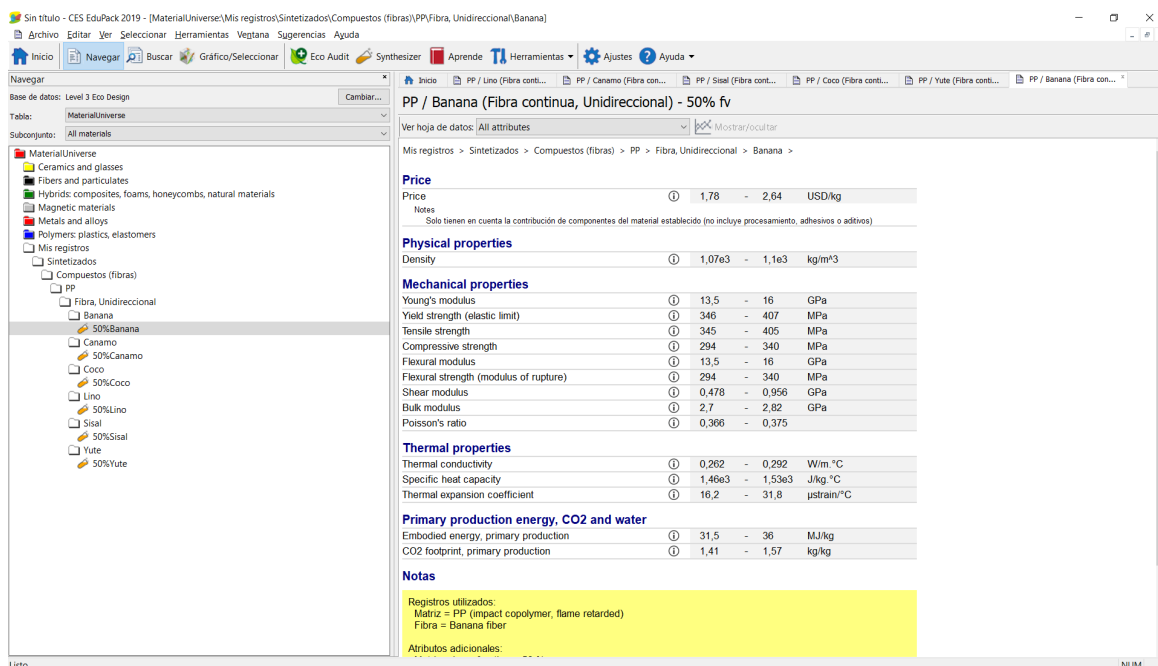 Sin título - CES EduPack 2019 - [MaterialUniverse:\Mis registros\Sintetizados\Compuestos (fibras)\PP\Fibra, Unidireccional\Banana]
Archivo Editar Ver Seleccionar Herramientas Ventana Sugerencias Ayuda
Inicio Navegar Buscar Gráfico/Seleccionar Eco Audit Synthesizer Aprende Herramientas Ajustes Ayuda
Navegar
Base de datos: Level 3 Eco Design Cambiar...
Tabla: MaterialUniverse
Subconjunto: All materials
MaterialUniverse
Ceramics and glasses
Fibers and particulates
Hybrids: composites, foams, honeycombs, natural materials
Magnetic materials
Metals and alloys
Polymers: plastics, elastomers
Mis registros
Sintetizados
Compuestos (fibras)
PP
Fibra, Unidireccional
Banana
50%Banana
Canamo
50%Canamo
Coco
50%Coco
Lino
50%Lino
Sisal
50%Sisal
Yute
50%Yute
Inicio PP / Lino (Fibra conti... PP / Canamo (Fibra con... PP / Sisal (Fibra cont... PP / Coco (Fibra conti... PP / Yute (Fibra conti... PP / Banana (Fibra con...
PP / Banana (Fibra continua, Unidireccional) - 50% fv
Ver hoja de datos: All attributes Mostrar/ocultar
Mis registros > Sintetizados > Compuestos (fibras) > PP > Fibra, Unidireccional > Banana >
Price
Price 1,78 - 2,64 USD/kg
Notes
Solo tienen en cuenta la contribución de componentes del material establecido (no incluye procesamiento, adhesivos o aditivos)
Physical properties
Density 1,07e3 - 1,1e3 kg/m^3
Mechanical properties
Young's modulus 13,5 - 16 GPa
Yield strength (elastic limit) 346 - 407 MPa
Tensile strength 345 - 405 MPa
Compressive strength 294 - 340 MPa
Flexural modulus 13,5 - 16 GPa
Flexural strength (modulus of rupture) 294 - 340 MPa
Shear modulus 0,478 - 0,956 GPa
Bulk modulus 2,7 - 2,82 GPa
Poisson's ratio 0,366 - 0,375
Thermal properties
Thermal conductivity 0,262 - 0,292 W/m.°C
Specific heat capacity 1,46e3 - 1,53e3 J/kg.°C
Thermal expansion coefficient 16,2 - 31,8 µstrain/°C
Primary production energy, CO2 and water
Embodied energy, primary production 31,5 - 36 MJ/kg
CO2 footprint, primary production 1,41 - 1,57 kg/kg
Notas
Registros utilizados:
Matriz = PP (impact copolymer, flame retarded)
Fibra = Banana fiber
Atributos adicionales:
Listo NUM